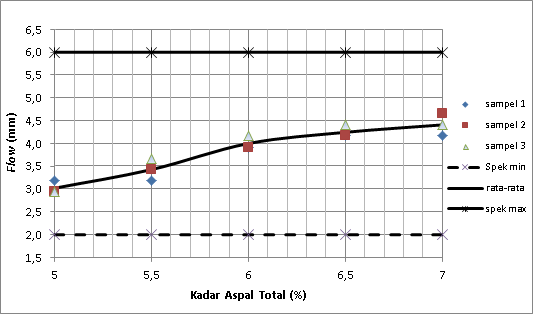 6,5
6,0
5,5
5,0
4,5
4,0
3,5
3,0
2,5
2,0
1,5
Flow (mm)
5
5,5
6
6,5
7
Kadar Aspal Total (%)
sampel 1
sampel 2
sampel 3
Spek min
rata-rata
spek max